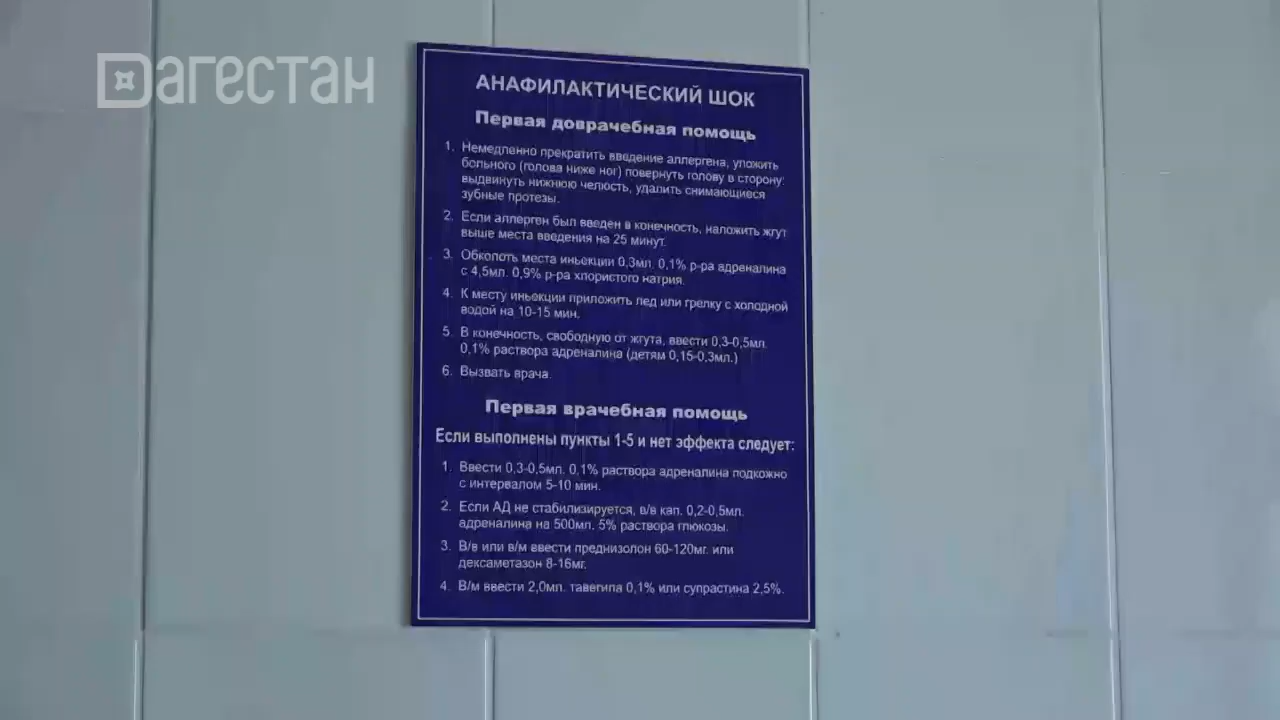 Дагестан
АНАФИЛАКТИЧЕСКИЙ ШОК
Первая доврачебная помощь
1. Немедленно прекратить введение аллергена, уложить
больного (голова ниже ног) повернуть голову в сторону:
выдвинуть нижнюю челюсть, удалить снимающиеся
зубные протезы.
2. Если аллерген был введен в конечность, наложить жгут
выше места введения на 25 минут.
3. Обколоть места иньекции 0,3мл. 0,1% р-ра адреналина
с 4,5мл. 0,9% р-ра хлористого натрия.
4. К месту иньекции приложить лед или грелку с холодной
водой на 10-15 мин.
5. В конечность, свободную от жгута, ввести 0,3-0,5мл.
0,1% раствора адреналина (детям 0,15-0,3мл.)
6. Вызвать врача.
Первая врачебная помощь
Если выполнены пункты 1-5 и нет эффекта следует:
1. Ввести 0,3-0,5мл. 0,1% раствора адреналина подкожно
с интервалом 5-10 мин.
2. Если АД не стабилизируется, в/в кап. 0,2-0,5мл.
адреналина на 500мл. 5% раствора глюкозы.
3. В/в или в/м ввести преднизолон 60-120мг. или
дексаметазон 8-16мг.
4. В/м ввести 2,0мл. тавегила 0,1% или супрастина 2,5%.